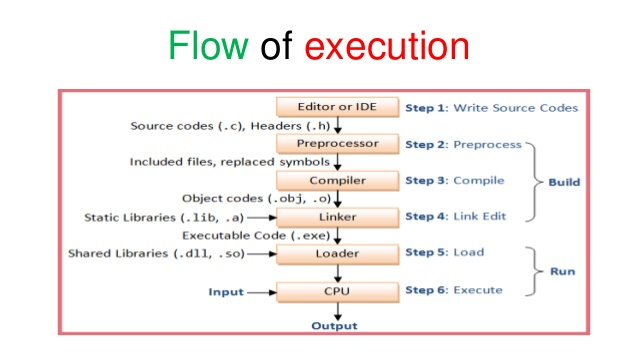 Flow of execution
Editor or IDE Step 1: Write Source Codes
Source codes (.c), Headers (.h)
Preprocessor Step 2: Preprocess
Included files, replaced symbols
Compiler Step 3: Compile Build
Object codes (.obj, .o)
Static Libraries (.lib, .a) Linker Step 4: Link Edit
Executable Code (.exe)
Shared Libraries (.dll, .so) Loader Step 5: Load
Run
Input CPU Step 6: Execute
Output